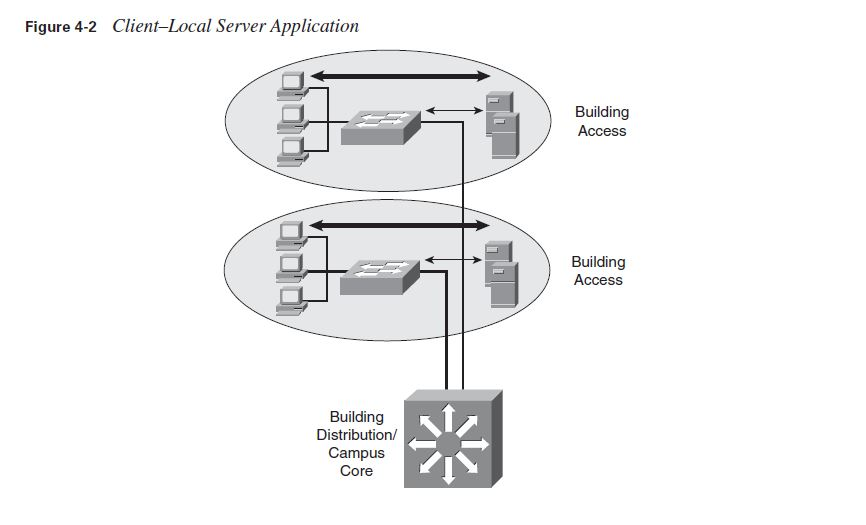 Figure 4-2 Client–Local Server Application
Building
Access
Building
Access
Building
Distribution/
Campus
Core